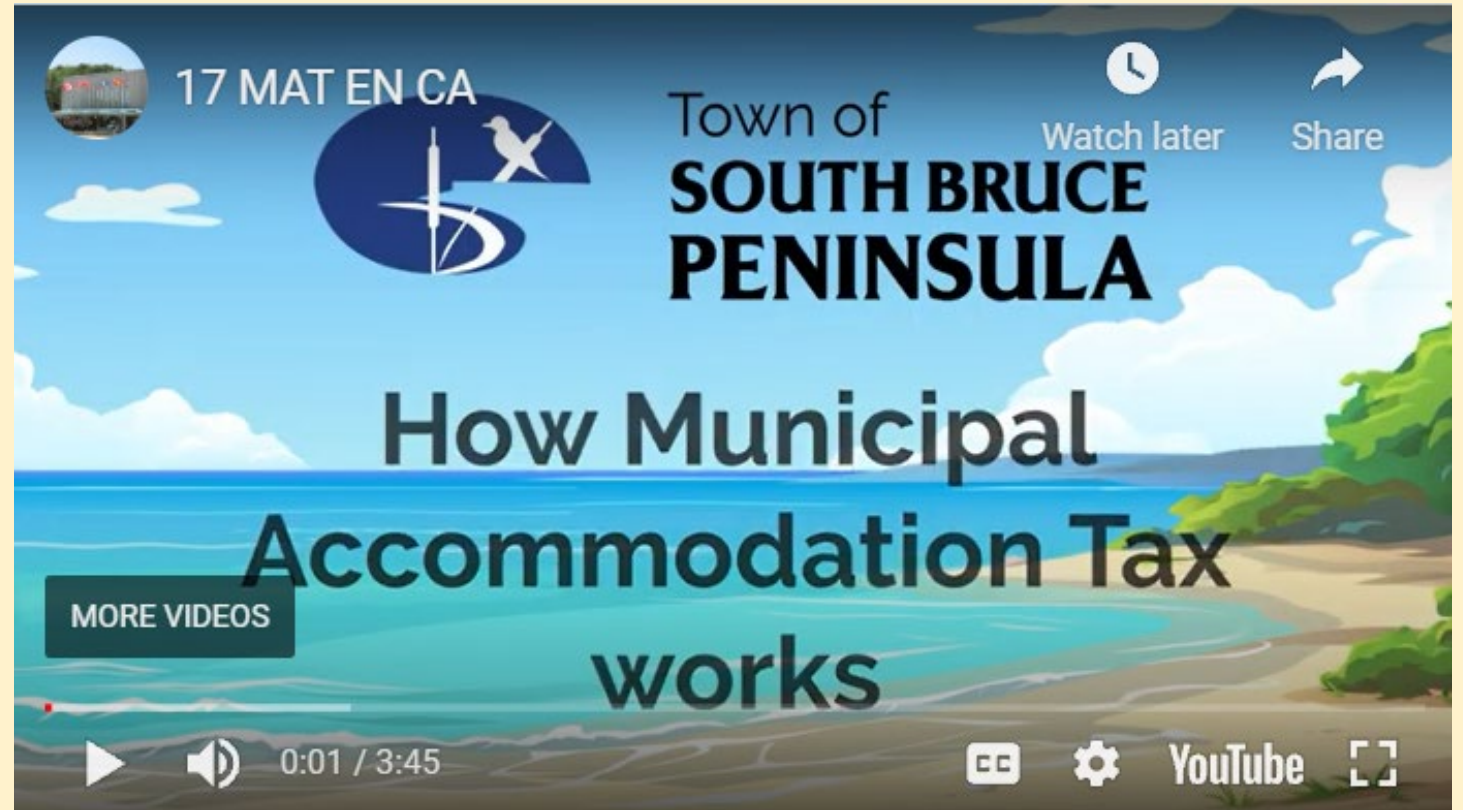 17 MAT EN CA
Watch later
Share
Town of
SOUTH BRUCE
PENINSULA
How Municipal
Accommodation Tax
works
MORE VIDEOS
0:01 / 3:45
CC
YouTube